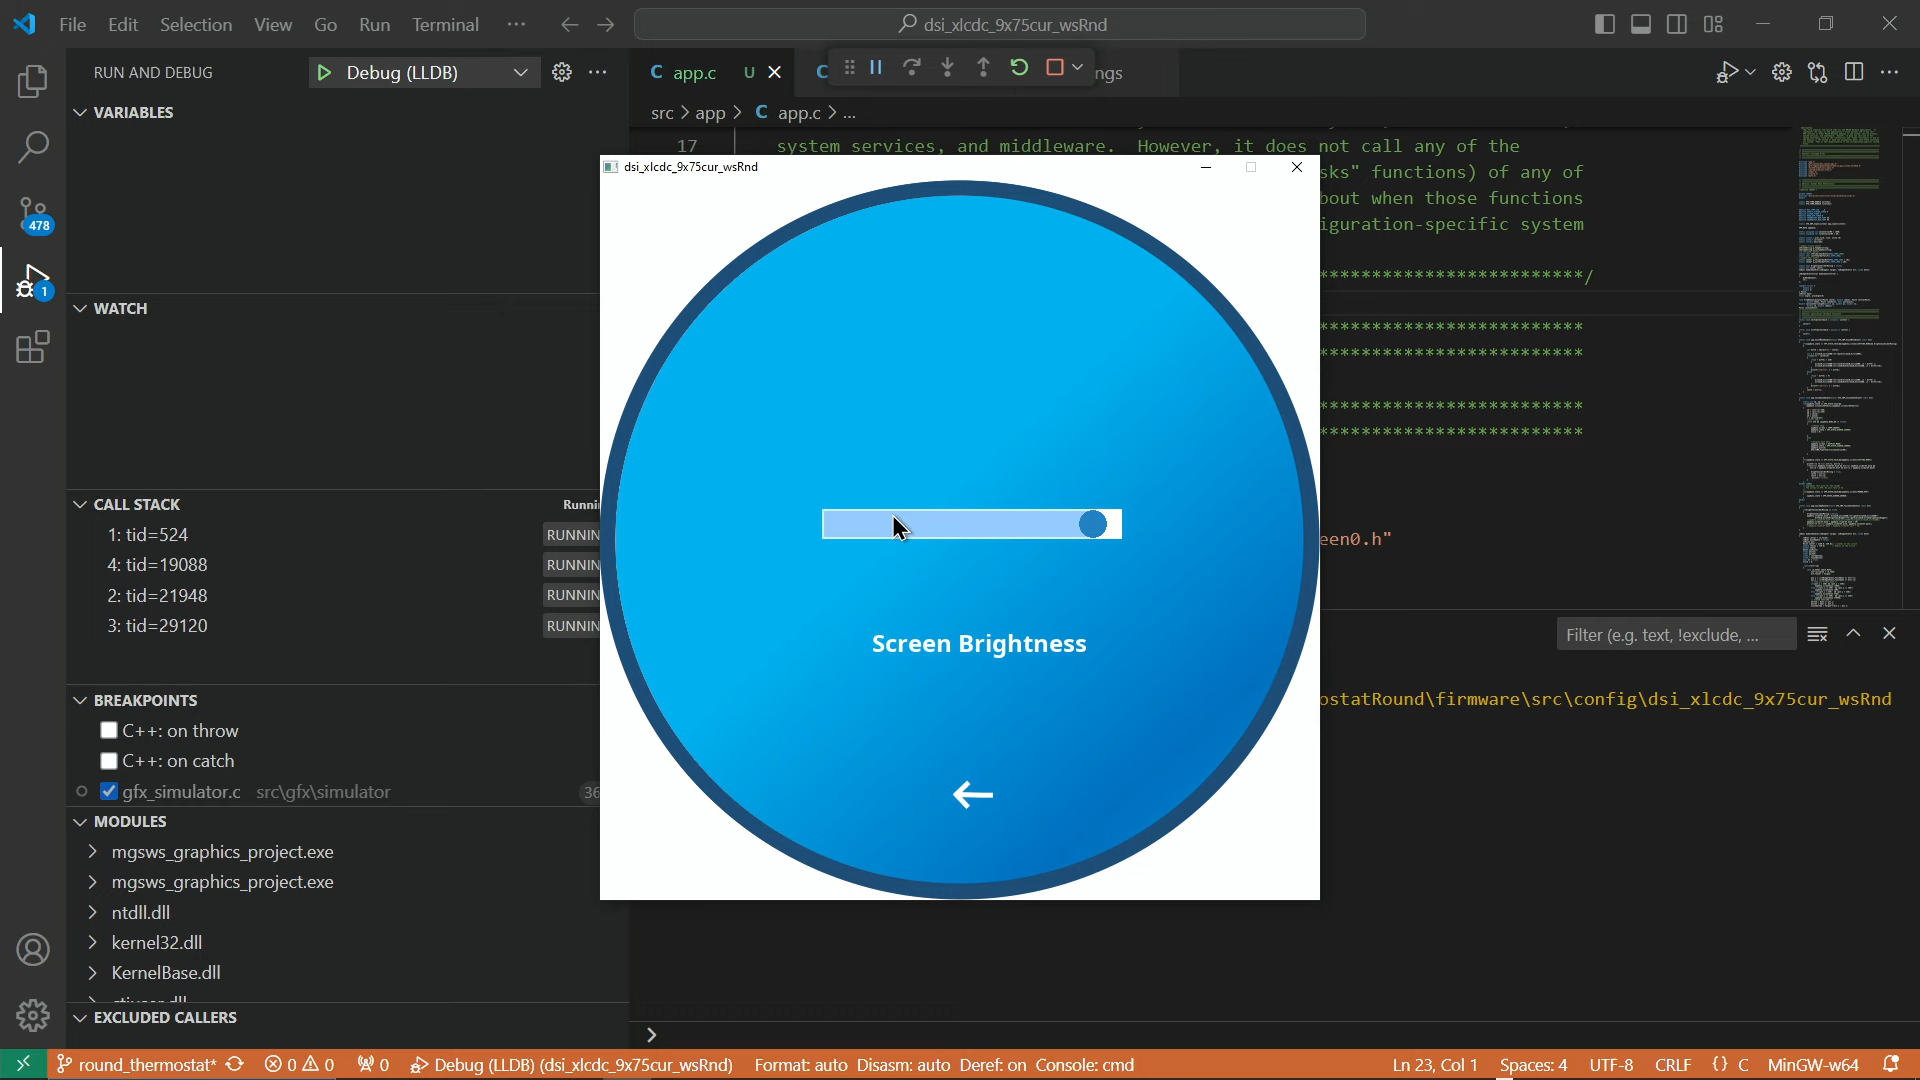 File Edit Selection View Go Run Terminal ··· dsi_xlcdc_9x75cur_wsRnd
RUN AND DEBUG Debug (LLDB)
C app.c U C ngs
VARIABLES
src > app > C app.c > ...
17 system services, and middleware. However, it does not call any of the
dsi_xlcdc_9x75cur_wsRnd
sks" functions) of any of
bout when those functions
iguration-specific system
*************************/
WATCH
*************************
*************************
*************************
*************************
CALL STACK Runni
1: tid=524 RUNNIN
een0.h"
4: tid=19088 RUNNIN
2: tid=21948 RUNNIN
3: tid=29120 RUNNIN
Screen Brightness
Filter (e.g. text, !exclude, ...
BREAKPOINTS
ostatRound\firmware\src\config\dsi_xlcdc_9x75cur_wsRnd
C++: on throw
C++: on catch
gfx_simulator.c src\gfx\simulator 36
MODULES
mgsws_graphics_project.exe
mgsws_graphics_project.exe
ntdll.dll
kernel32.dll
KernelBase.dll
EXCLUDED CALLERS
478
1
round_thermostat* 0 0 0 Debug (LLDB) (dsi_xlcdc_9x75cur_wsRnd) Format: auto Disasm: auto Deref: on Console: cmd Ln 23, Col 1 Spaces: 4 UTF-8 CRLF {} C MinGW-w64